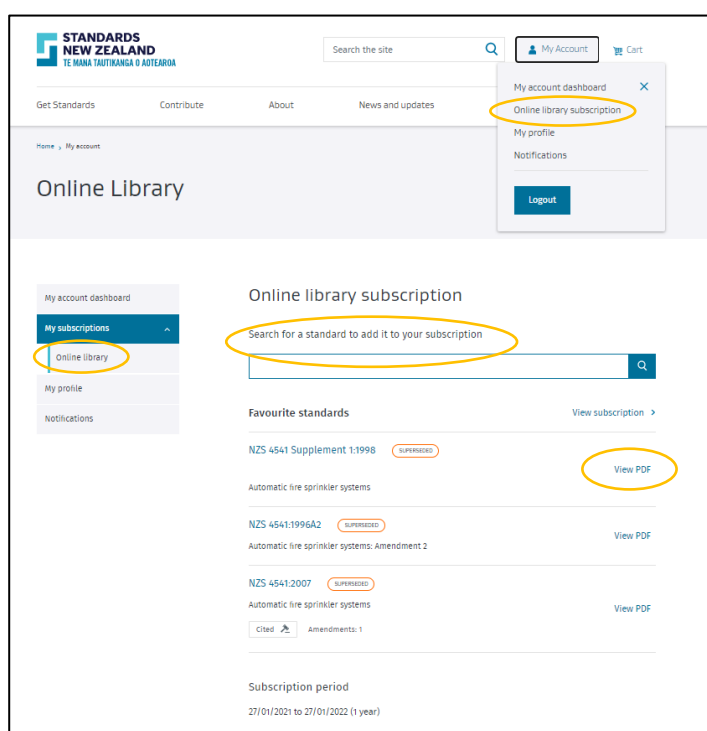 STANDARDS
NEW ZEALAND
TE MANA TAUTIKANGA O AOTEAROA
Search the site
My Account
Cart
My account dashboard
Online library subscription
My profile
Notifications
Logout
Get Standards
Contribute
About
News and updates
Home > My account
Online Library
My account dashboard
My subscriptions
Online library
My profile
Notifications
Online library subscription
Search for a standard to add it to your subscription
Favourite standards
View subscription >
NZS 4541 Supplement 1:1998 SUPERSEDED
View PDF
Automatic fire sprinkler systems
NZS 4541:1996A2 SUPERSEDED
Automatic fire sprinkler systems: Amendment 2
View PDF
NZS 4541:2007 SUPERSEDED
Automatic fire sprinkler systems
View PDF
Cited Amendments: 1
Subscription period
27/01/2021 to 27/01/2022 (1 year)